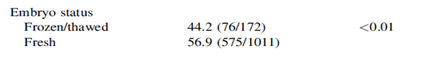 Embryo status
Frozen/thawed 44.2 (76/172) <0.01
Fresh 56.9 (575/1011)